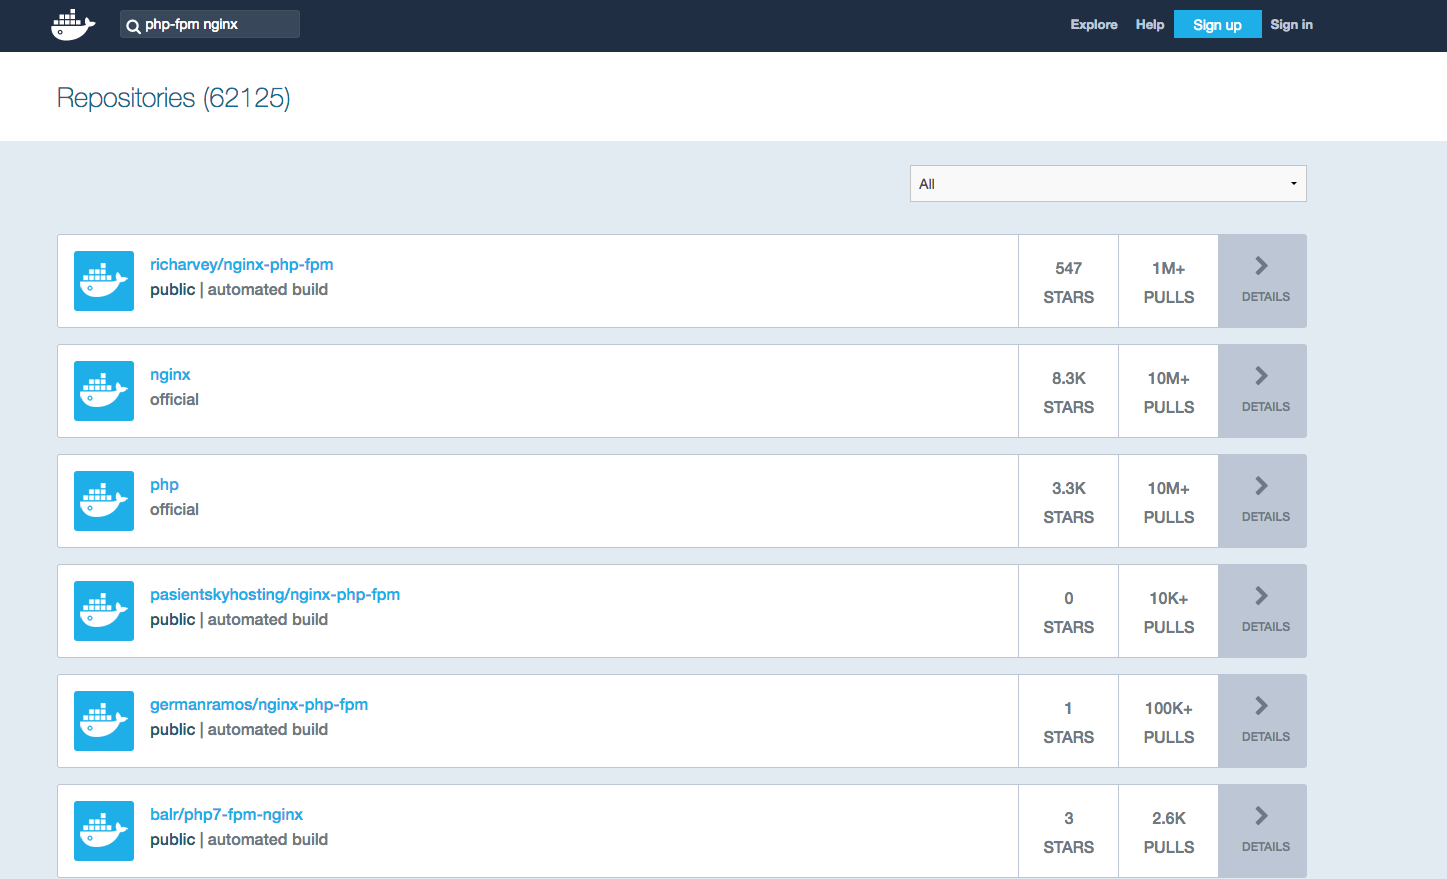 php-fpm nginx
Explore Help Sign up Sign in
Repositories (62125)
All
richarvey/nginx-php-fpm
public | automated build
547
STARS
1M+
PULLS
DETAILS
nginx
official
8.3K
STARS
10M+
PULLS
DETAILS
php
official
3.3K
STARS
10M+
PULLS
DETAILS
pasientskyhosting/nginx-php-fpm
public | automated build
0
STARS
10K+
PULLS
DETAILS
germanramos/nginx-php-fpm
public | automated build
1
STARS
100K+
PULLS
DETAILS
balr/php7-fpm-nginx
public | automated build
3
STARS
2.6K
PULLS
DETAILS